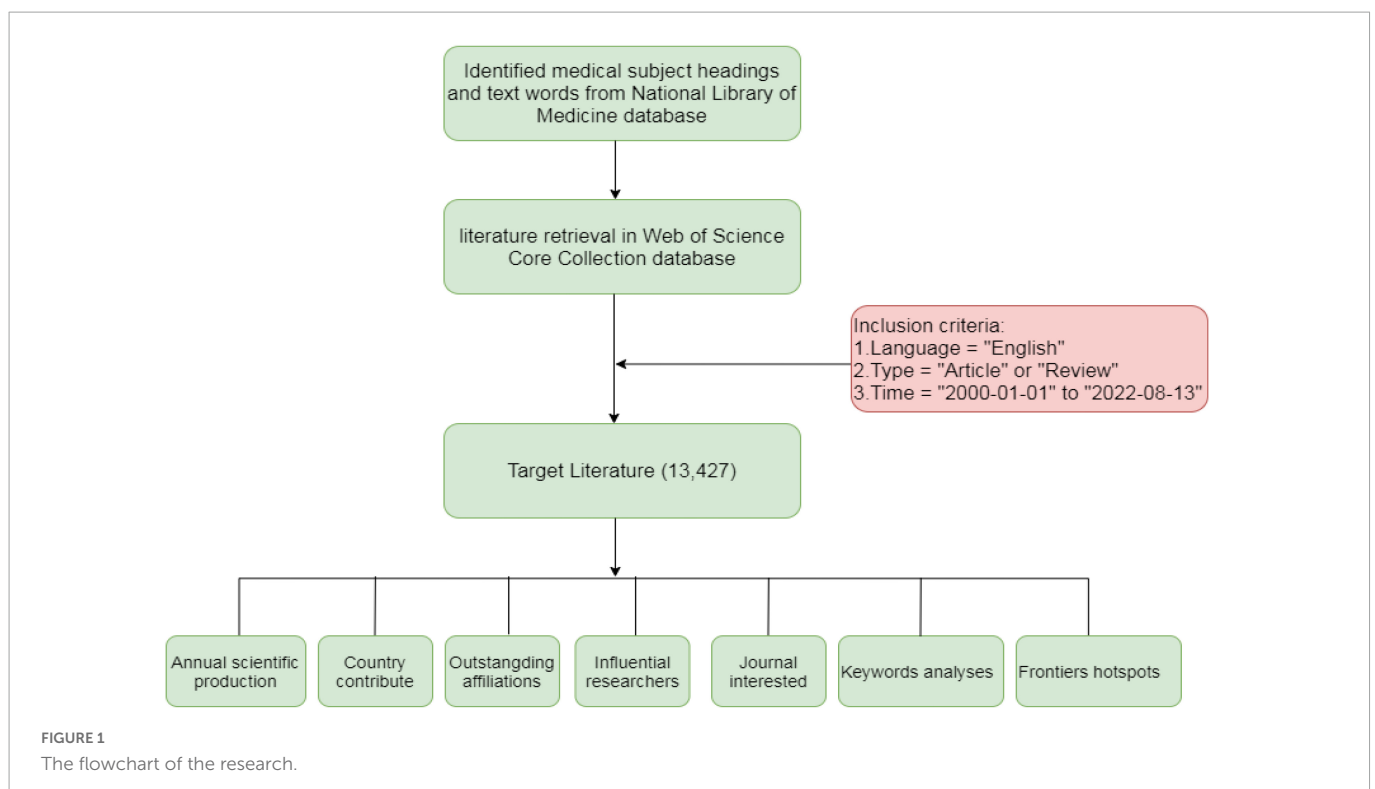 Identified medical subject headings
and text words from National Library of
Medicine database
literature retrieval in Web of Science
Core Collection database
Inclusion criteria:
1.Language = "English"
2.Type = "Article" or "Review"
3.Time = "2000-01-01" to "2022-08-13"
Target Literature (13,427)
Annual scientific
production
Country
contribute
Outstangding
affiliations
Influential
researchers
Journal
interested
Keywords analyses
Frontiers hotspots
FIGURE 1
The flowchart of the research.